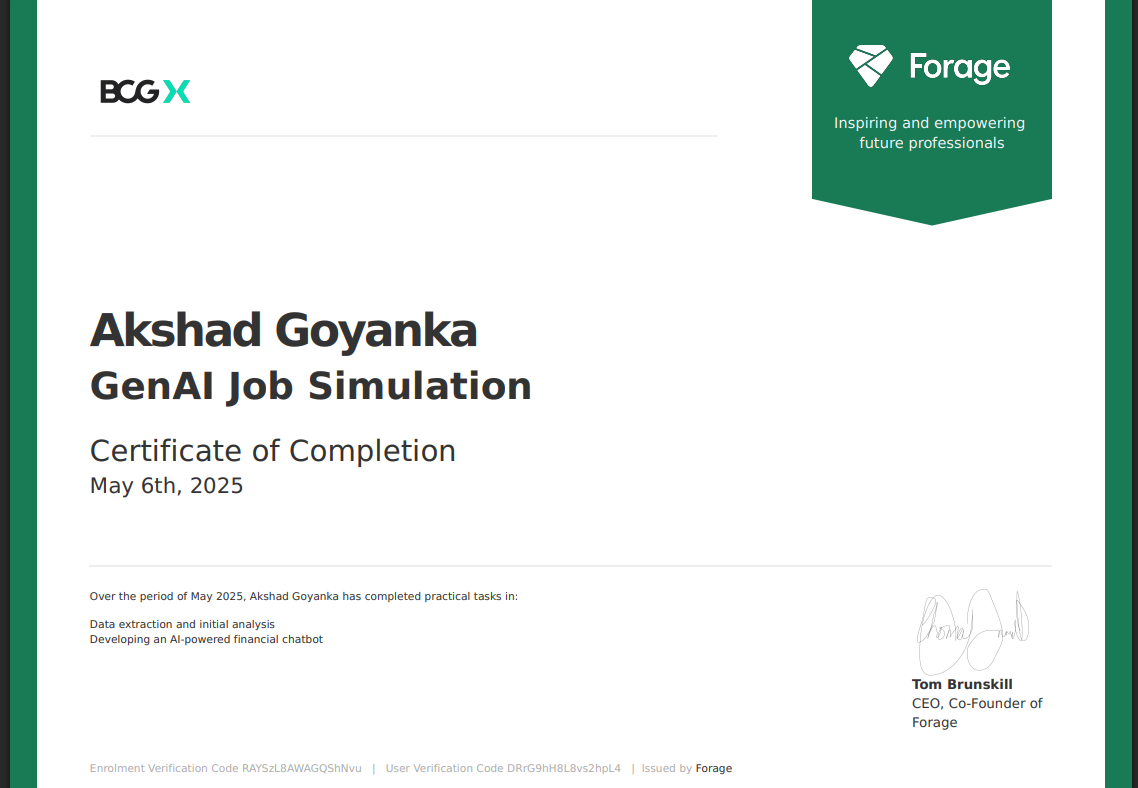 BCG X
Forage
Inspiring and empowering
future professionals
Akshad Goyanka
GenAI Job Simulation
Certificate of Completion
May 6th, 2025
Over the period of May 2025, Akshad Goyanka has completed practical tasks in:
Data extraction and initial analysis
Developing an AI-powered financial chatbot
Tom Brunskill
CEO, Co-Founder of
Forage
Enrolment Verification Code RAYSzL8AWAGQShNvu | User Verification Code DRrG9hH8L8vs2hpL4 | Issued by Forage